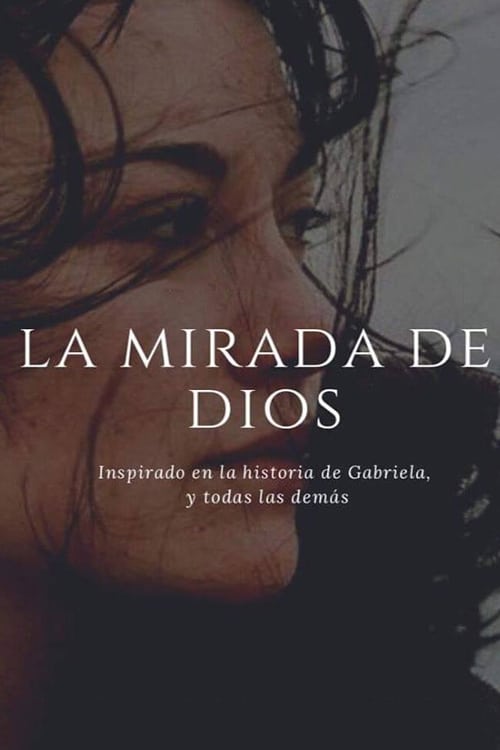 LA MIRADA DE
DIOS
Inspirado en la historia de Gabriela,
y todas las demás